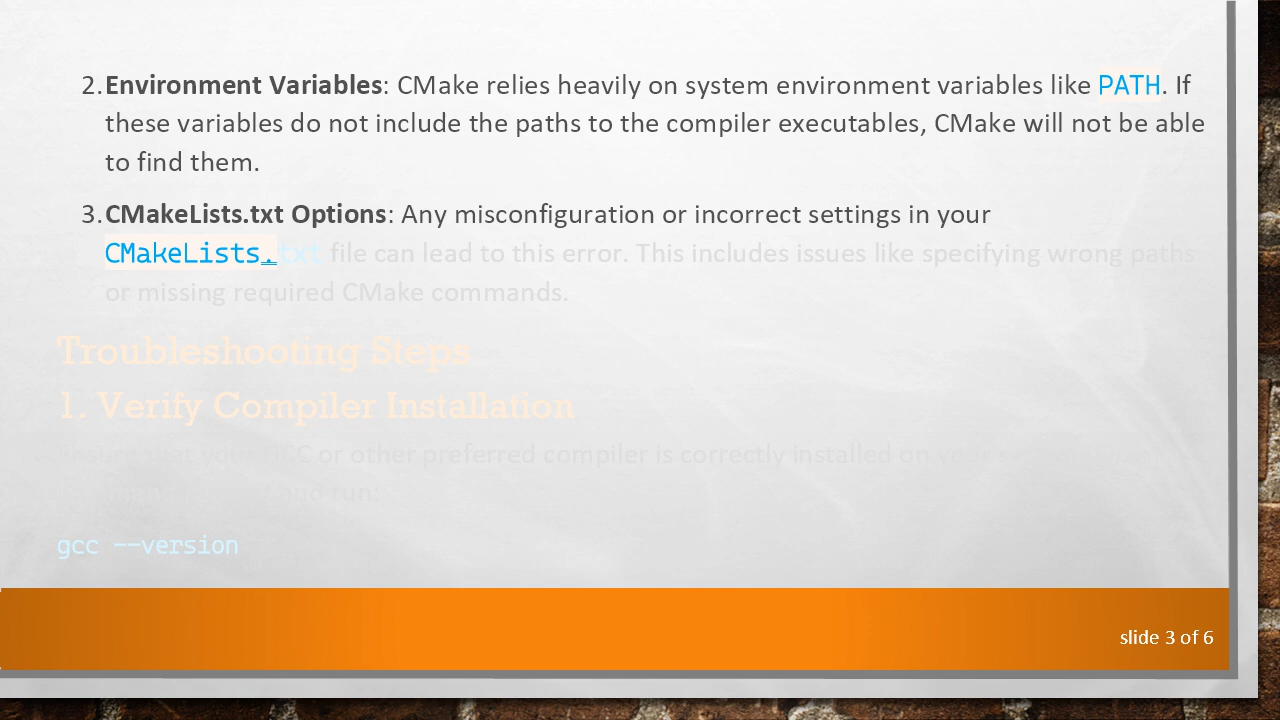 2. Environment Variables: CMake relies heavily on system environment variables like PATH. If
these variables do not include the paths to the compiler executables, CMake will not be able
to find them.
3. CMakeLists.txt Options: Any misconfiguration or incorrect settings in your
CMakeLists.txt file can lead to this error. This includes issues like specifying wrong paths
or missing required CMake commands.
Troubleshooting Steps
1. Verify Compiler Installation
that your GCC or other preferred compiler is correctly installed on your
and run:
gcc --version
slide 3 of 6